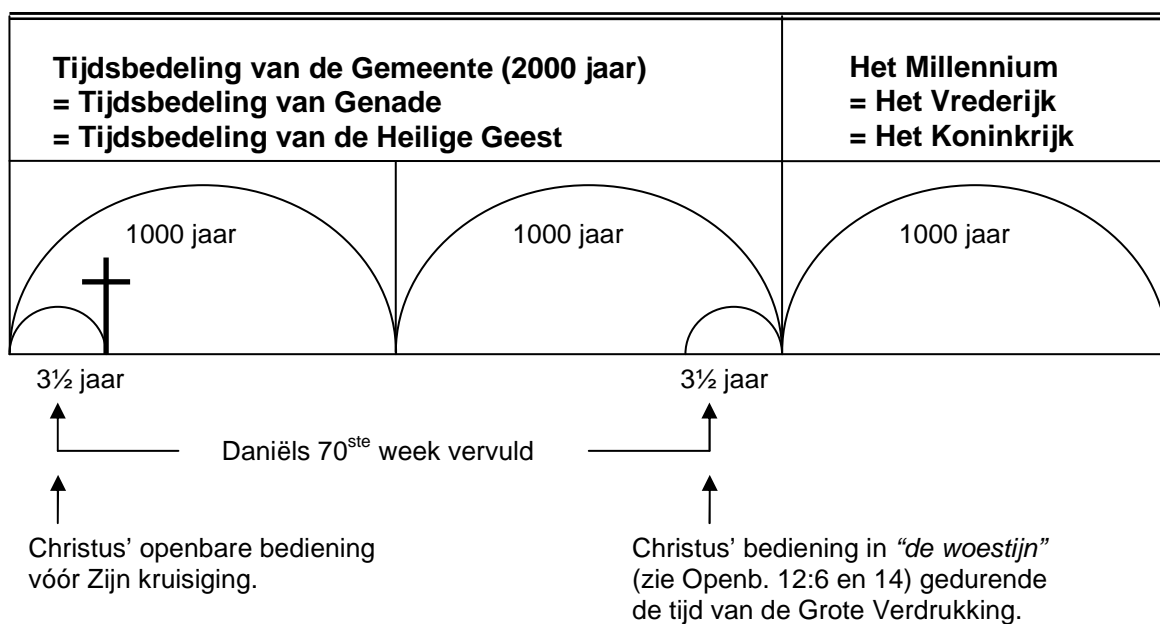 Tijdsbedeling van de Gemeente (2000 jaar)
= Tijdsbedeling van Genade
= Tijdsbedeling van de Heilige Geest
Het Millennium
= Het Vrederijk
= Het Koninkrijk
1000 jaar
1000 jaar
1000 jaar
3½ jaar
3½ jaar
Daniëls 70ste week vervuld
Christus’ openbare bediening
vóór Zijn kruisiging.
Christus’ bediening in “de woestijn”
(zie Openb. 12:6 en 14) gedurende
de tijd van de Grote Verdrukking.